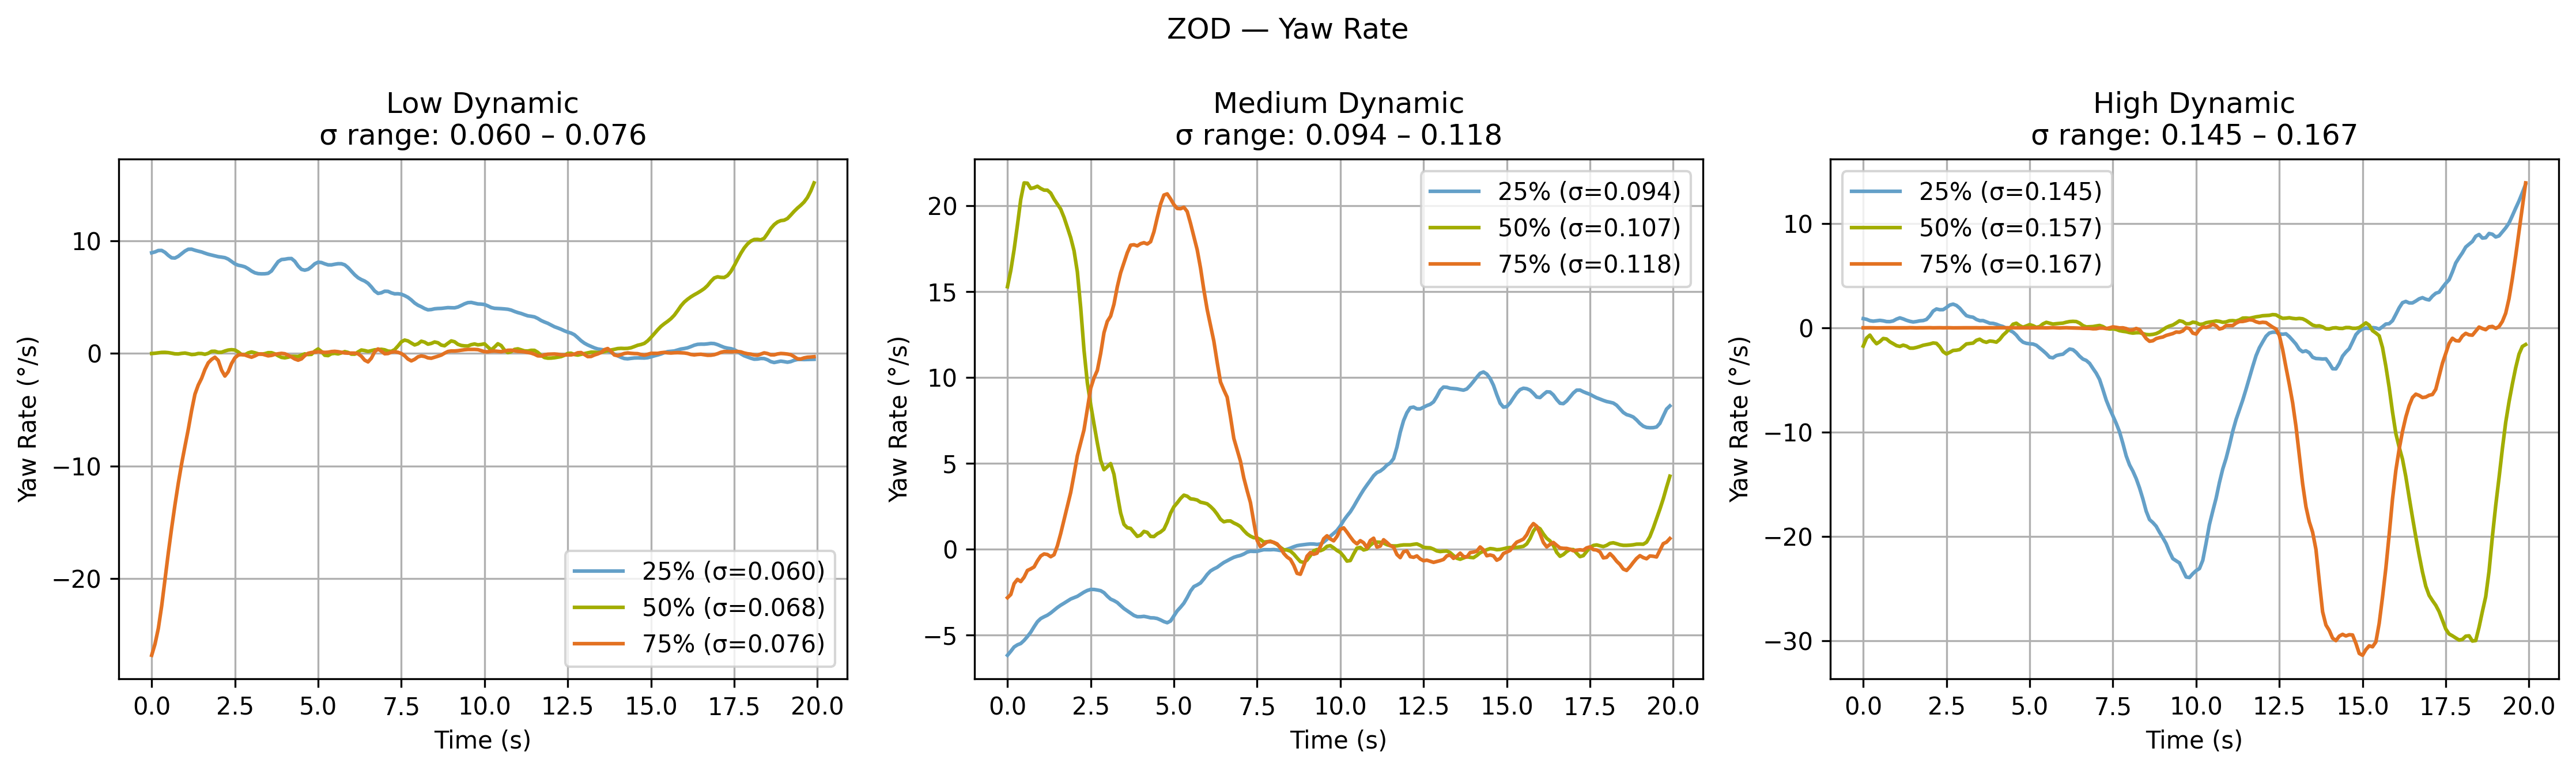 ZOD — Yaw Rate
Low Dynamic
σ range: 0.060 – 0.076
Yaw Rate (°/s)
10
0
−10
−20
25% (σ=0.060)
50% (σ=0.068)
75% (σ=0.076)
0.0 2.5 5.0 7.5 10.0 12.5 15.0 17.5 20.0
Time (s)
Medium Dynamic
σ range: 0.094 – 0.118
Yaw Rate (°/s)
20
15
10
5
0
−5
25% (σ=0.094)
50% (σ=0.107)
75% (σ=0.118)
0.0 2.5 5.0 7.5 10.0 12.5 15.0 17.5 20.0
Time (s)
High Dynamic
σ range: 0.145 – 0.167
Yaw Rate (°/s)
10
0
−10
−20
−30
25% (σ=0.145)
50% (σ=0.157)
75% (σ=0.167)
0.0 2.5 5.0 7.5 10.0 12.5 15.0 17.5 20.0
Time (s)